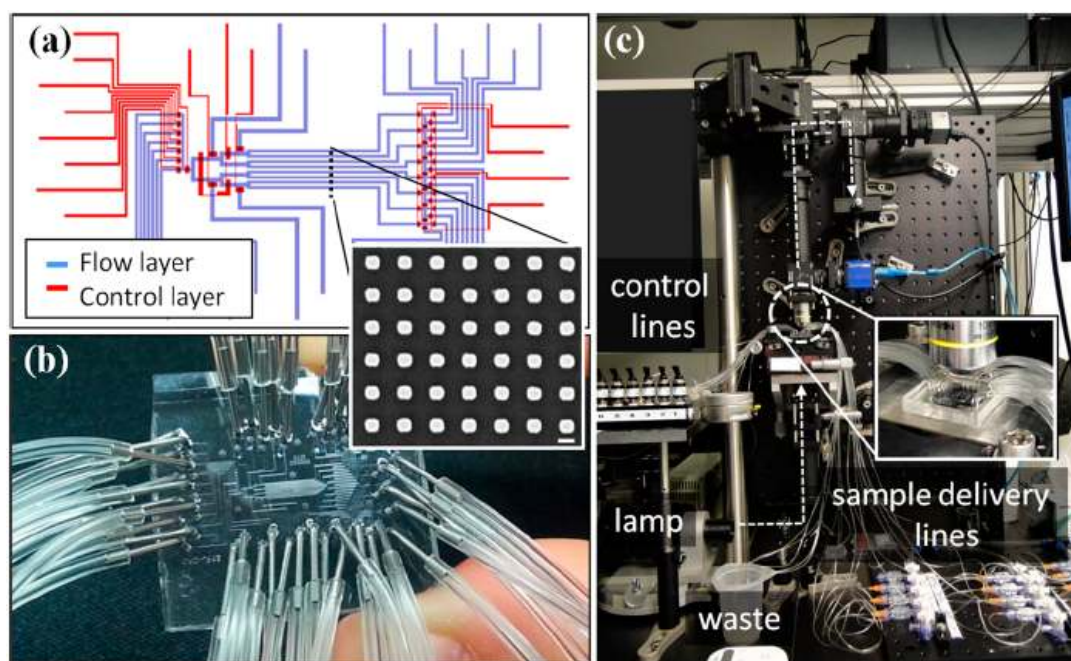 (a)
Flow layer
Control layer
(b)
(c)
control
lines
lamp
sample delivery
lines
waste